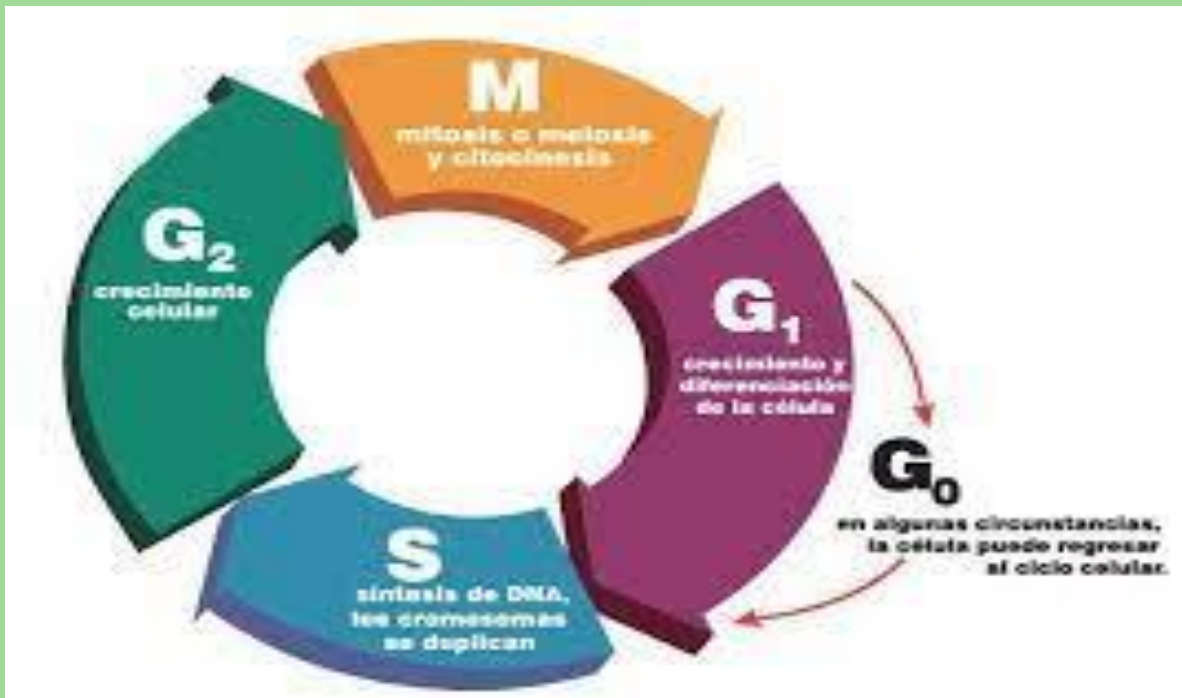 M
mitosis o meiosis
y citocinesis
G₁
crecimiento y
diferenciación
de la célula
G₀
en algunas circunstancias,
la célula puede regresar
al ciclo celular.
S
síntesis de DNA,
los cromosomas
se duplican
G₂
crecimiento
celular